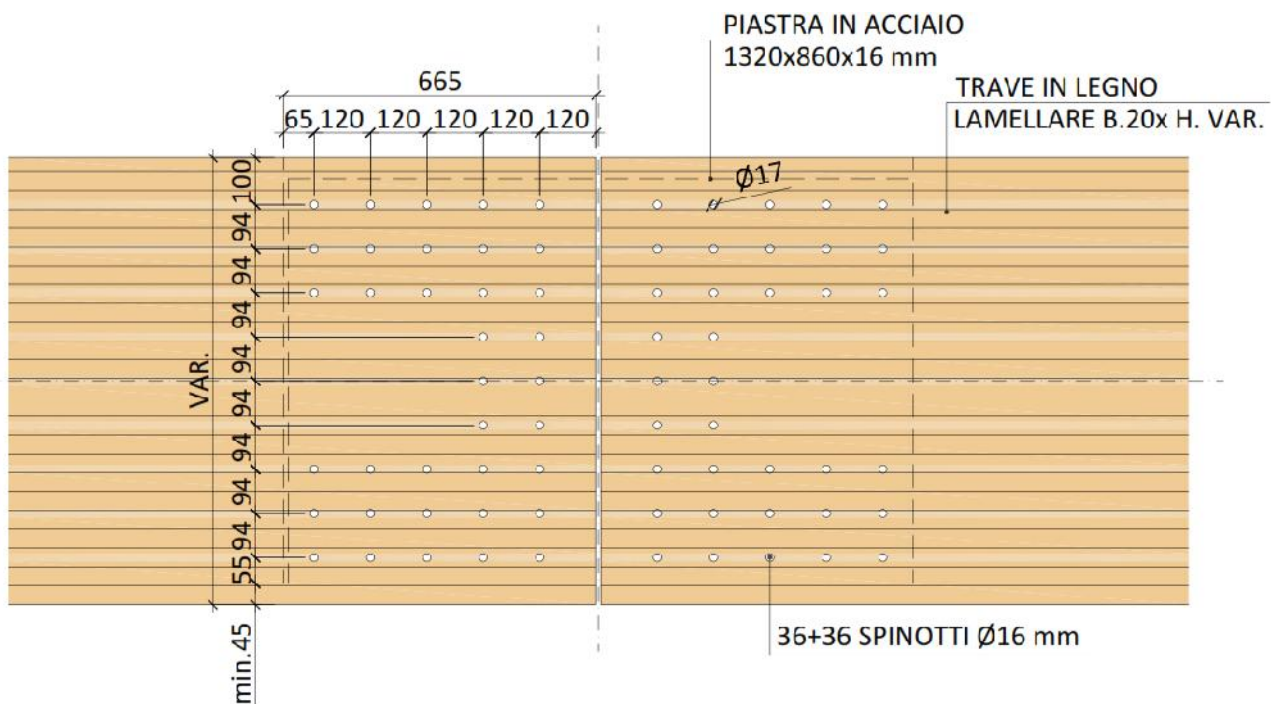 PIASTRA IN ACCIAIO
1320x860x16 mm
TRAVE IN LEGNO
LAMELLARE B.20x H. VAR.
665
65 120 120 120 120 120
Ø17
100
94
94
94
94
94
94
94
94
55
min.45
VAR.
36+36 SPINOTTI Ø16 mm